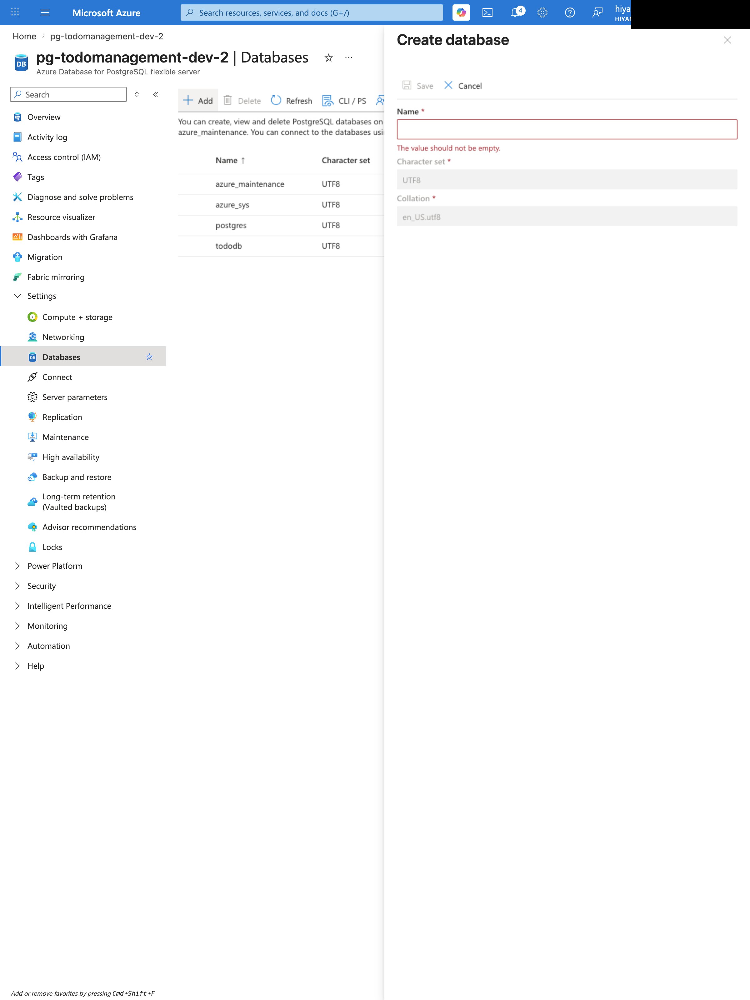 Microsoft Azure
Search resources, services, and docs (G+/)
4
Home
pg-todomanagement-dev-2
pg-todomanagement-dev-2 | Databases
Azure Database for PostgreSQL flexible server
Search
Overview
Activity log
Access control (IAM)
Tags
Diagnose and solve problems
Resource visualizer
Dashboards with Grafana
Migration
Fabric mirroring
Settings
Compute + storage
Networking
Databases
Connect
Server parameters
Replication
Maintenance
High availability
Backup and restore
Long-term retention
(Vaulted backups)
Advisor recommendations
Locks
Power Platform
Security
Intelligent Performance
Monitoring
Automation
Help
Add or remove favorites by pressing Cmd+Shift+F
Add Delete Refresh CLI / PS
You can create, view and delete PostgreSQL databases on
azure_maintenance. You can connect to the databases
Name ↑ Character set
azure_maintenance UTF8
azure_sys UTF8
postgres UTF8
tododb UTF8
Create database
Save Cancel
Name *
The value should not be empty.
Character set *
UTF8
Collation *
en_US.utf8